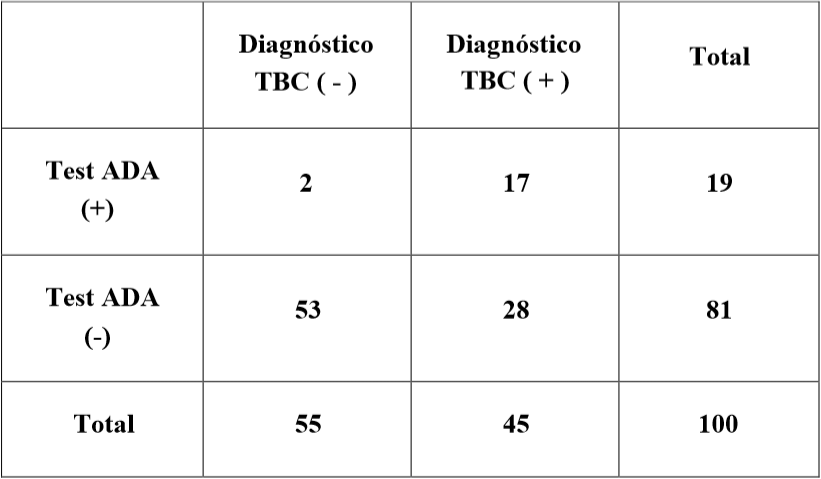 Diagnóstico TBC ( - )
Diagnóstico TBC ( + )
Total
Test ADA (+)
2
17
19
Test ADA (-)
53
28
81
Total
55
45
100